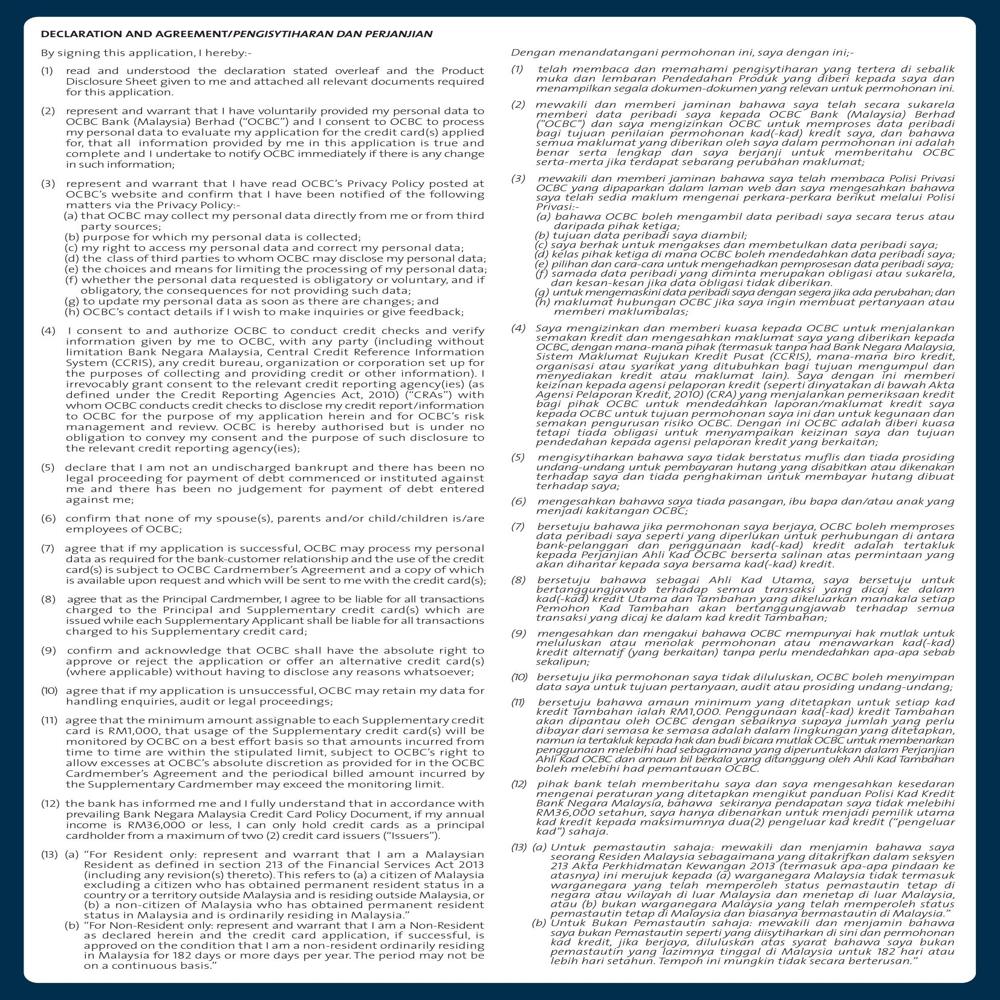 DECLARATION AND AGREEMENT/PENGISYTIHARAN DAN PERJANJIAN
By signing this application, I hereby:-
(1) read and understood the declaration stated overleaf and the Product
Disclosure Sheet given to me and attached all relevant documents required
for this application.
(2) represent and warrant that I have voluntarily provided my personal data to
OCBC Bank (Malaysia) Berhad (“OCBC”) and I consent to OCBC to process
my personal data to evaluate my application for the credit card(s) applied
for, that all information provided by me in this application is true and
complete and I undertake to notify OCBC immediately if there is any change
in such information;
(3) represent and warrant that I have read OCBC’s Privacy Policy posted at
OCBC’s website and confirm that I have been notified of the following
matters via the Privacy Policy:-
(a) that OCBC may collect my personal data directly from me or from third
party sources;
(b) purpose for which my personal data is collected;
(c) my right to access my personal data and correct my personal data;
(d) the class of third parties to whom OCBC may disclose my personal data;
(e) the choices and means for limiting the processing of my personal data;
(f) whether the personal data requested is obligatory or voluntary, and if
obligatory, the consequences for not providing such data;
(g) to update my personal data as soon as there are changes; and
(h) OCBC’s contact details if I wish to make inquiries or give feedback;
(4) I consent to and authorize OCBC to conduct credit checks and verify
information given by me to OCBC, with any party (including without
limitation Bank Negara Malaysia, Central Credit Reference Information
System (CCRIS), any credit bureau, organization or corporation set up for
the purposes of collecting and providing credit or other information). I
irrevocably grant consent to the relevant credit reporting agency(ies) (as
defined under the Credit Reporting Agencies Act, 2010) (“CRAs”) with
whom OCBC conducts credit checks to disclose my credit report/information
to OCBC for the purpose of my application herein and for OCBC’s risk
management and review. OCBC is hereby authorised but is under no
obligation to convey my consent and the purpose of such disclosure to
the relevant credit reporting agency(ies);
(5) declare that I am not an undischarged bankrupt and there has been no
legal proceeding for payment of debt commenced or instituted against
me and there has been no judgement for payment of debt entered
against me;
(6) confirm that none of my spouse(s), parents and/or child/children is/are
employees of OCBC;
(7) agree that if my application is successful, OCBC may process my personal
data as required for the bank-customer relationship and the use of the credit
card(s) is subject to OCBC Cardmember’s Agreement and a copy of which
is available upon request and which will be sent to me with the credit card(s);
(8) agree that as the Principal Cardmember, I agree to be liable for all transactions
charged to the Principal and Supplementary credit card(s) which are
issued while each Supplementary Applicant shall be liable for all transactions
charged to his Supplementary credit card;
(9) confirm and acknowledge that OCBC shall have the absolute right to
approve or reject the application or offer an alternative credit card(s)
(where applicable) without having to disclose any reasons whatsoever;
(10) agree that if my application is unsuccessful, OCBC may retain my data for
handling enquiries, audit or legal proceedings;
(11) agree that the minimum amount assignable to each Supplementary credit
card is RM1,000, that usage of the Supplementary credit card(s) will be
monitored by OCBC on a best effort basis so that amounts incurred from
time to time are within the stipulated limit, subject to OCBC’s right to
allow excesses at OCBC’s absolute discretion as provided for in the OCBC
Cardmember’s Agreement and the periodical billed amount incurred by
the Supplementary Cardmember may exceed the monitoring limit.
(12) the bank has informed me and I fully understand that in accordance with
prevailing Bank Negara Malaysia Credit Card Policy Document, if my annual
income is RM36,000 or less, I can only hold credit cards as a principal
cardholder from a maximum of two (2) credit card issuers (“Issuers”).
(13) (a) “For Resident only: represent and warrant that I am a Malaysian
Resident as defined in section 213 of the Financial Services Act 2013
(including any revision(s) thereto). This refers to (a) a citizen of Malaysia
excluding a citizen who has obtained permanent resident status in a
country or a territory outside Malaysia and is residing outside Malaysia, or
(b) a non-citizen of Malaysia who has obtained permanent resident
status in Malaysia and is ordinarily residing in Malaysia.”
(b) “For Non-Resident only: represent and warrant that I am a Non-Resident
as declared herein and the credit card application, if successful, is
approved on the condition that I am a non-resident ordinarily residing
in Malaysia for 182 days or more days per year. The period may not be
on a continuous basis.”
Dengan menandatangani permohonan ini, saya dengan ini;-
(1) telah membaca dan memahami pengisytiharan yang tertera di sebalik
muka dan lembaran Pendedahan Produk yang diberi kepada saya dan
menampilkan segala dokumen-dokumen yang relevan untuk permohonan ini.
(2) mewakili dan memberi jaminan bahawa saya telah secara sukarela
memberi data peribadi saya kepada OCBC Bank (Malaysia) Berhad
(“OCBC”) dan saya mengizinkan OCBC untuk memproses data peribadi
bagi tujuan penilaian permohonan kad(-kad) kredit saya, dan bahawa
semua maklumat yang diberikan oleh saya dalam permohonan ini adalah
benar serta lengkap dan saya berjanji untuk memberitahu OCBC
serta-merta jika terdapat sebarang perubahan maklumat;
(3) mewakili dan memberi jaminan bahawa saya telah membaca Polisi Privasi
OCBC yang dipaparkan dalam laman web dan saya mengesahkan bahawa
saya telah sedia maklum mengenai perkara-perkara berikut melalui Polisi
Privasi:-
(a) bahawa OCBC boleh mengambil data peribadi saya secara terus atau
daripada pihak ketiga;
(b) tujuan data peribadi saya diambil;
(c) saya berhak untuk mengakses dan membetulkan data peribadi saya;
(d) kelas pihak ketiga di mana OCBC boleh mendedahkan data peribadi saya;
(e) pilihan dan cara-cara untuk mengehadkan pemprosesan data peribadi saya;
(f) samada data peribadi yang diminta merupakan obligasi atau sukarela,
dan kesan-kesan jika data obligasi tidak diberikan.
(g) untuk mengemaskini data peribadi saya dengan segera jika ada perubahan; dan
(h) maklumat hubungan OCBC jika saya ingin membuat pertanyaan atau
memberi maklumbalas;
(4) Saya mengizinkan dan memberi kuasa kepada OCBC untuk menjalankan
semakan kredit dan mengesahkan maklumat saya yang diberikan kepada
OCBC, dengan mana-mana pihak (termasuk tanpa had Bank Negara Malaysia,
Sistem Maklumat Rujukan Kredit Pusat (CCRIS), mana-mana biro kredit,
organisasi atau syarikat yang ditubuhkan bagi tujuan mengumpul dan
menyediakan kredit atau maklumat lain). Saya dengan ini memberi
keizinan kepada agensi pelaporan kredit (seperti dinyatakan di bawah Akta
Agensi Pelaporan Kredit, 2010) (CRA) yang menjalankan pemeriksaan kredit
bagi pihak OCBC untuk mendedahkan laporan/maklumat kredit saya
kepada OCBC untuk tujuan permohonan saya ini dan untuk kegunaan dan
semakan pengurusan risiko OCBC. Dengan ini OCBC adalah diberi kuasa
tetapi tiada obligasi untuk menyampaikan keizinan saya dan tujuan
pendedahan kepada agensi pelaporan kredit yang berkaitan;
(5) mengisytiharkan bahawa saya tidak berstatus muflis dan tiada prosiding
undang-undang untuk pembayaran hutang yang disabitkan atau dikenakan
terhadap saya dan tiada penghakiman untuk membayar hutang dibuat
terhadap saya;
(6) mengesahkan bahawa saya tiada pasangan, ibu bapa dan/atau anak yang
menjadi kakitangan OCBC;
(7) bersetuju bahawa jika permohonan saya berjaya, OCBC boleh memproses
data peribadi saya seperti yang diperlukan untuk perhubungan di antara
bank-pelanggan dan penggunaan kad(-kad) kredit adalah tertakluk
kepada Perjanjian Ahli Kad OCBC berserta salinan atas permintaan yang
akan dihantar kepada saya bersama kad(-kad) kredit.
(8) bersetuju bahawa sebagai Ahli Kad Utama, saya bersetuju untuk
bertanggungjawab terhadap semua transaksi yang dicaj ke dalam
kad(-kad) kredit Utama dan Tambahan yang dikeluarkan manakala setiap
Pemohon Kad Tambahan akan bertanggungjawab terhadap semua
transaksi yang dicaj ke dalam kad kredit Tambahan;
(9) mengesahkan dan mengakui bahawa OCBC mempunyai hak mutlak untuk
meluluskan atau menolak permohonan atau menawarkan kad(-kad)
kredit alternatif (yang berkaitan) tanpa perlu mendedahkan apa-apa sebab
sekalipun;
(10) bersetuju jika permohonan saya tidak diluluskan, OCBC boleh menyimpan
data saya untuk tujuan pertanyaan, audit atau prosiding undang-undang;
(11) bersetuju bahawa amaun minimum yang ditetapkan untuk setiap kad
kredit Tambahan ialah RM1,000. Penggunaan kad(-kad) kredit Tambahan
akan dipantau oleh OCBC dengan sebaiknya supaya jumlah yang perlu
dibayar dari semasa ke semasa adalah dalam lingkungan yang ditetapkan,
namun ia tertakluk kepada hak dan budi bicara mutlak OCBC untuk membenarkan
penggunaan melebihi had sebagaimana yang diperuntukkan dalam Perjanjian
Ahli Kad OCBC dan amaun bil berkala yang ditanggung oleh Ahli Kad Tambahan
boleh melebihi had pemantauan OCBC.
(12) pihak bank telah memberitahu saya dan saya mengesahkan kesedaran
mengenai peraturan yang ditetapkan mengikut panduan Polisi Kad Kredit
Bank Negara Malaysia, bahawa sekiranya pendapatan saya tidak melebihi
RM36,000 setahun, saya hanya dibenarkan untuk menjadi pemilik utama
kad kredit kepada maksimumnya dua(2) pengeluar kad kredit (“pengeluar
kad”) sahaja.
(13) (a) Untuk pemastautin sahaja: mewakili dan menjamin bahawa saya
seorang Residen Malaysia sebagaimana yang ditakrifkan dalam seksyen
213 Akta Perkhidmatan Kewangan 2013 (termasuk apa-apa pindaan ke
atasnya) ini merujuk kepada (a) warganegara Malaysia tidak termasuk
warganegara yang telah memperoleh status pemastautin tetap di
negara atau wilayah di luar Malaysia dan menetap di luar Malaysia,
atau (b) bukan warganegara Malaysia yang telah memperoleh status
pemastautin tetap di Malaysia dan biasanya bermastautin di Malaysia.”
(b) Untuk Bukan Pemastautin sahaja: mewakili dan menjamin bahawa
saya bukan Pemastautin seperti yang diisytiharkan di sini dan permohonan
kad kredit, jika berjaya, diluluskan atas syarat bahawa saya bukan
pemastautin yang lazimnya tinggal di Malaysia untuk 182 hari atau
lebih hari setahun. Tempoh ini mungkin tidak secara berterusan.”